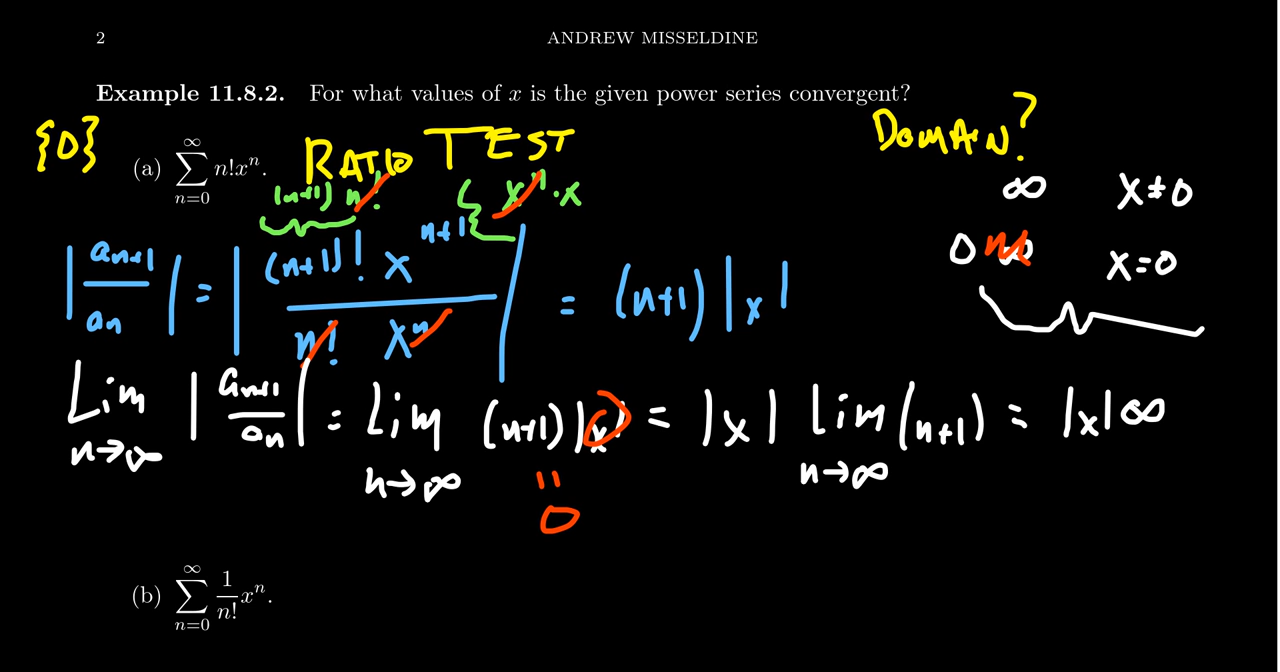 2 ANDREW MISSELDINE
Example 11.8.2. For what values of x is the given power series convergent?
{0} (a) ∑_{n=0}^{∞} n!x^n. RATIO TEST DOMAIN?
(n+1) n! x^n · x ∞ x≠0
|a_{n+1}/a_n| = |(n+1)! x^{n+1} / n! x^n| = (n+1)|x| 0 x=0
Lim_{n→∞} |a_{n+1}/a_n| = Lim_{n→∞} (n+1)|x| = |x| Lim_{n→∞} (n+1) = |x|∞
=
0
(b) ∑_{n=0}^{∞} 1/n! x^n.